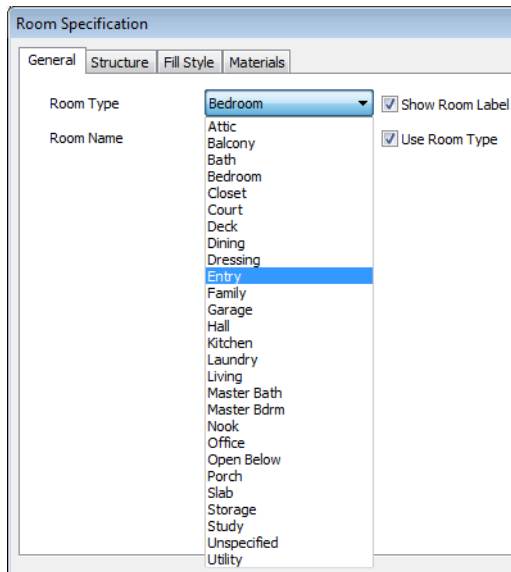 Room Specification
General Structure Fill Style Materials
Room Type Bedroom Show Room Label
Room Name Use Room Type
Attic
Balcony
Bath
Bedroom
Closet
Court
Deck
Dining
Dressing
Entry
Family
Garage
Hall
Kitchen
Laundry
Living
Master Bath
Master Bdrm
Nook
Office
Open Below
Porch
Slab
Storage
Study
Unspecified
Utility